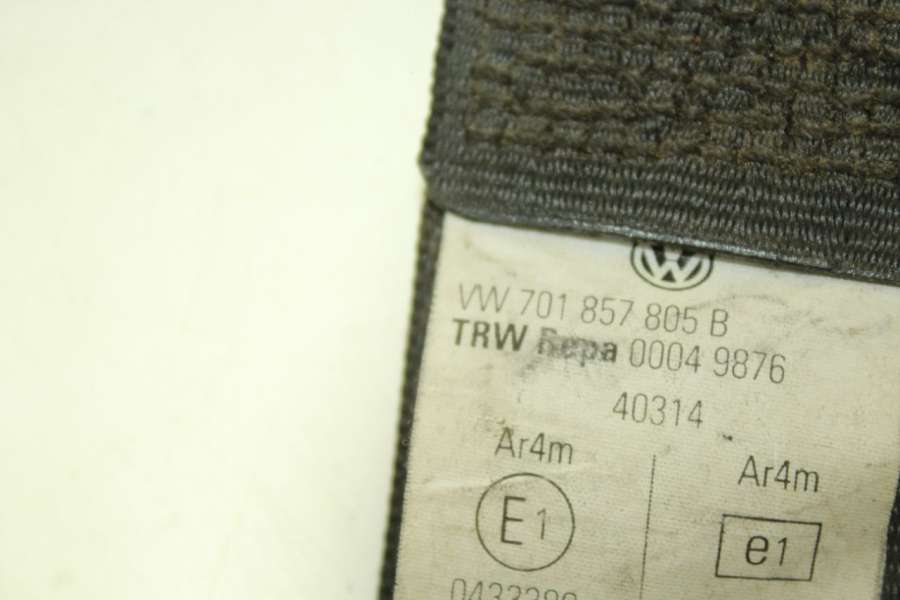 VW 701 857 805 B
TRW Repa 0004 9876
40314
Ar4m
E1
Ar4m
e1